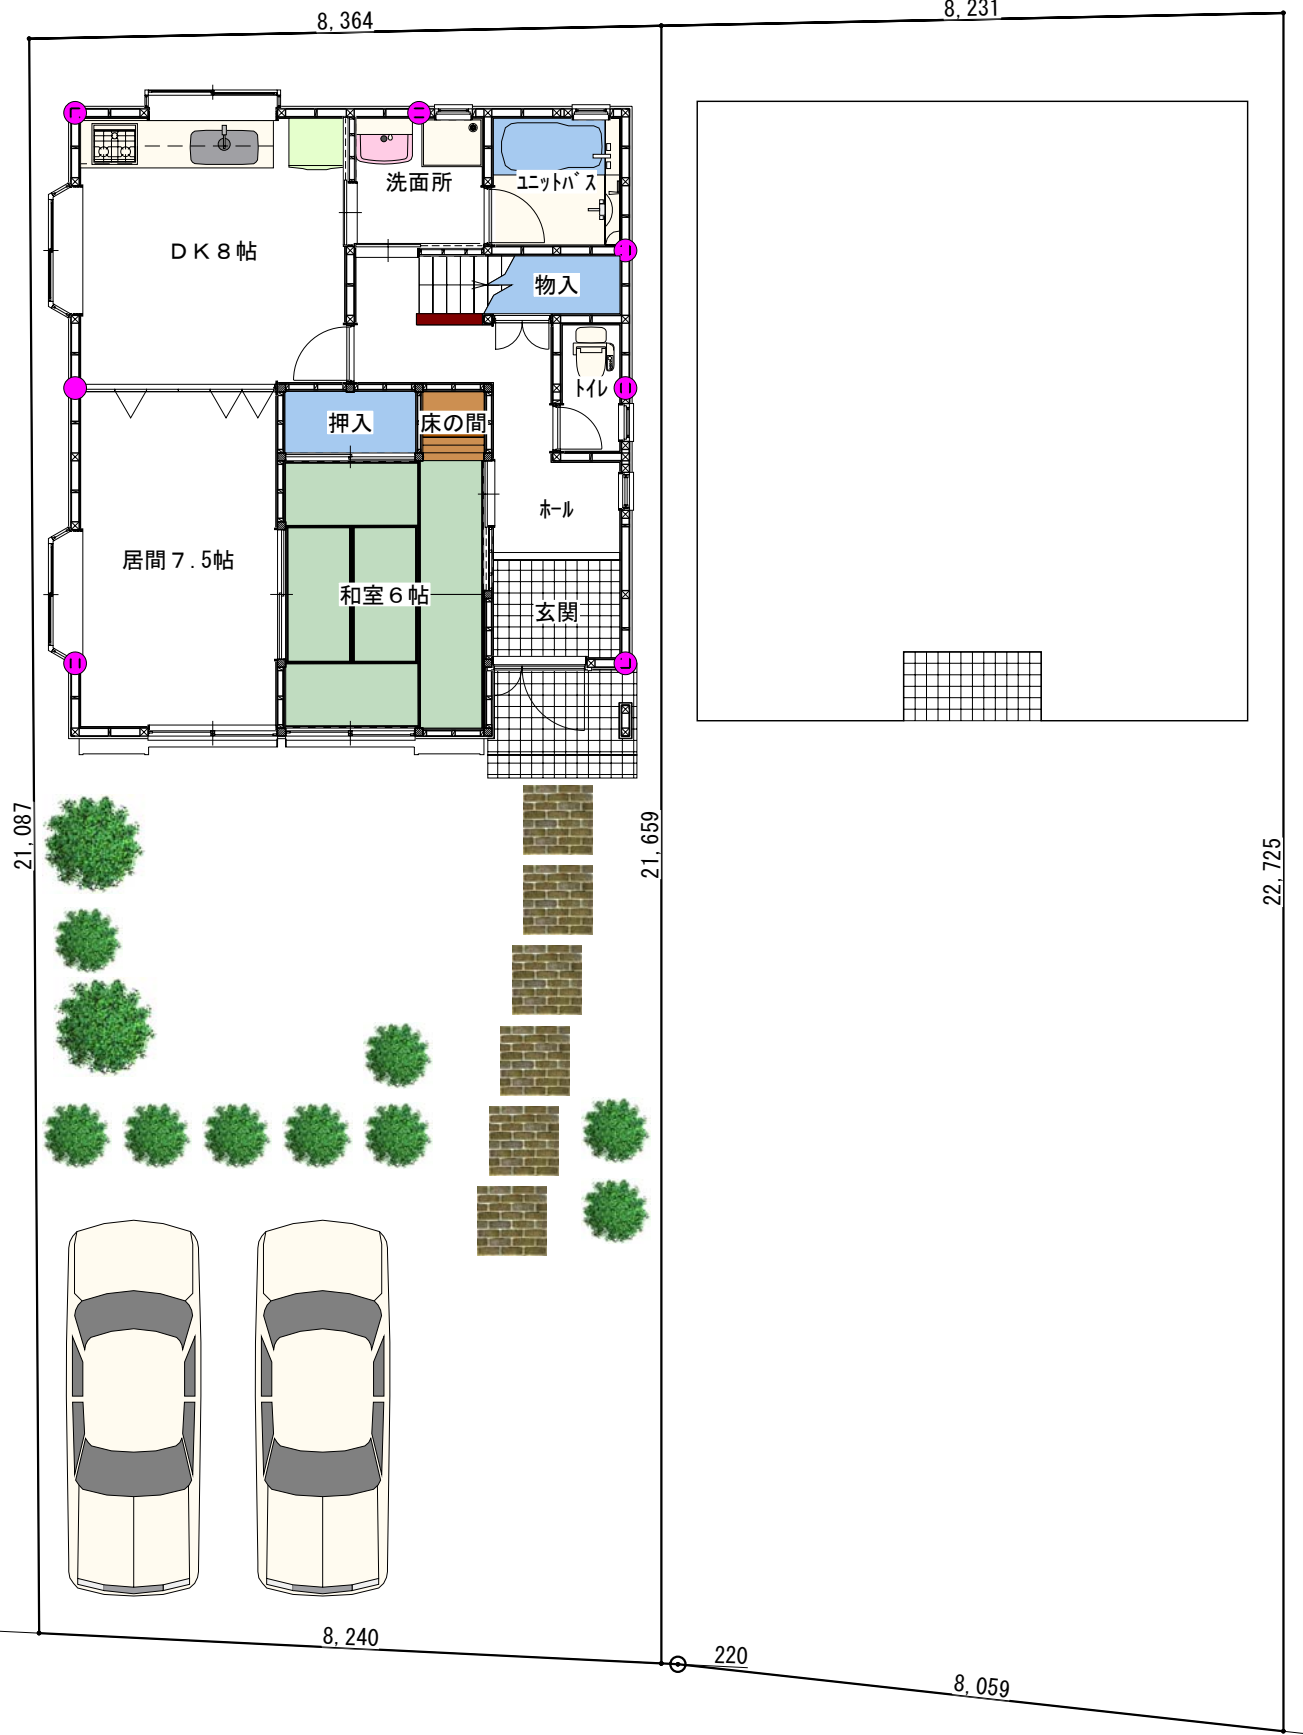 8,364
8,231
洗面所
ﾕﾆｯﾄﾊﾞｽ
ＤＫ８帖
物入
ﾄｲﾚ
押入
床の間
ﾎｰﾙ
居間７.５帖
和室６帖
玄関
21,087
21,659
22,725
8,240
220
8,059